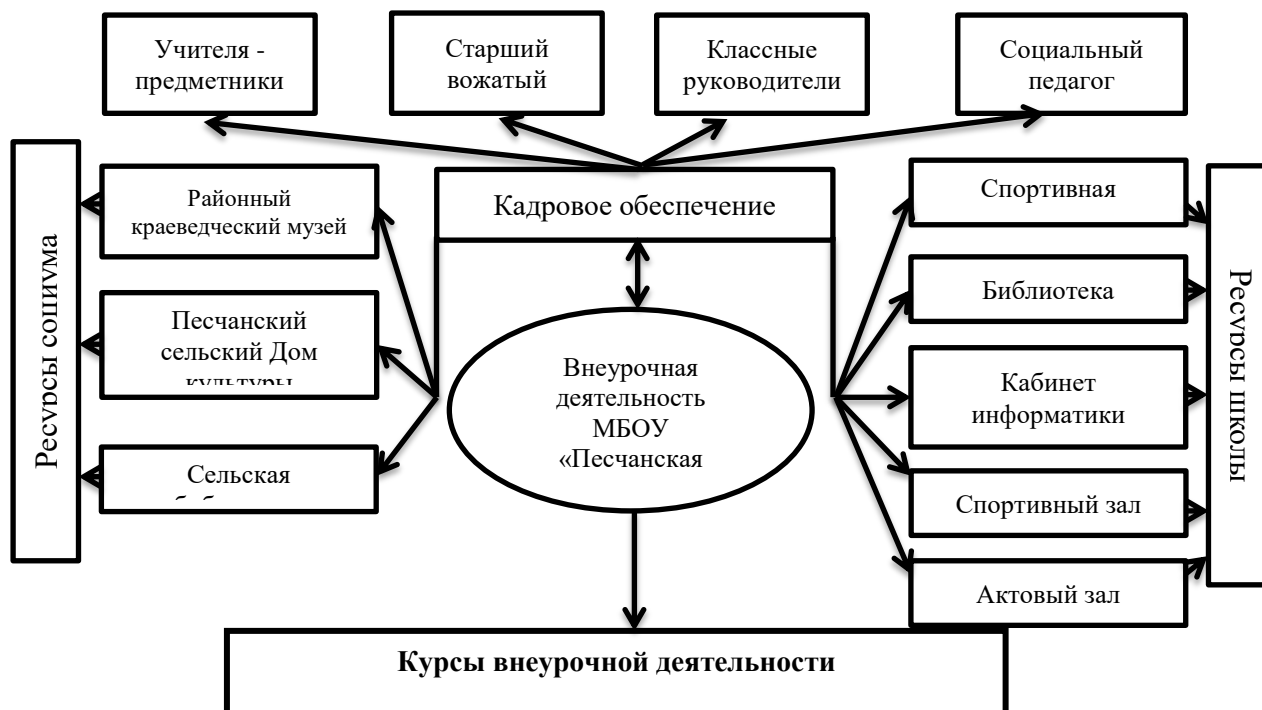 Учителя -
предметники
Старший
вожатый
Классные
руководители
Социальный
педагог
Кадровое обеспечение
Ресурсы социума
Районный
краеведческий музей
Песчанский
сельский Дом
культуры
Сельская
Внеурочная
деятельность
МБОУ
«Песчанская
Спортивная
Библиотека
Кабинет
информатики
Спортивный зал
Актовый зал
Ресурсы школы
Курсы внеурочной деятельности